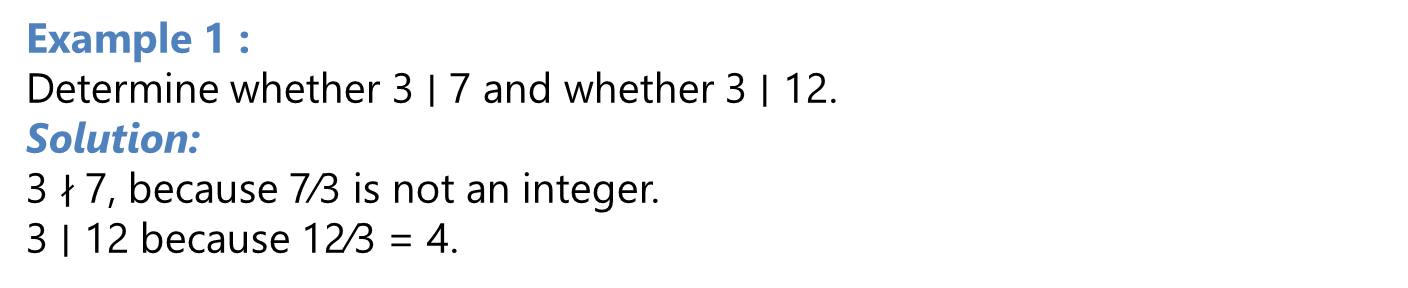 Example 1 :
Determine whether 3 ∣ 7 and whether 3 ∣ 12.
Solution:
3 ∤ 7, because 7∕3 is not an integer.
3 ∣ 12 because 12∕3 = 4.